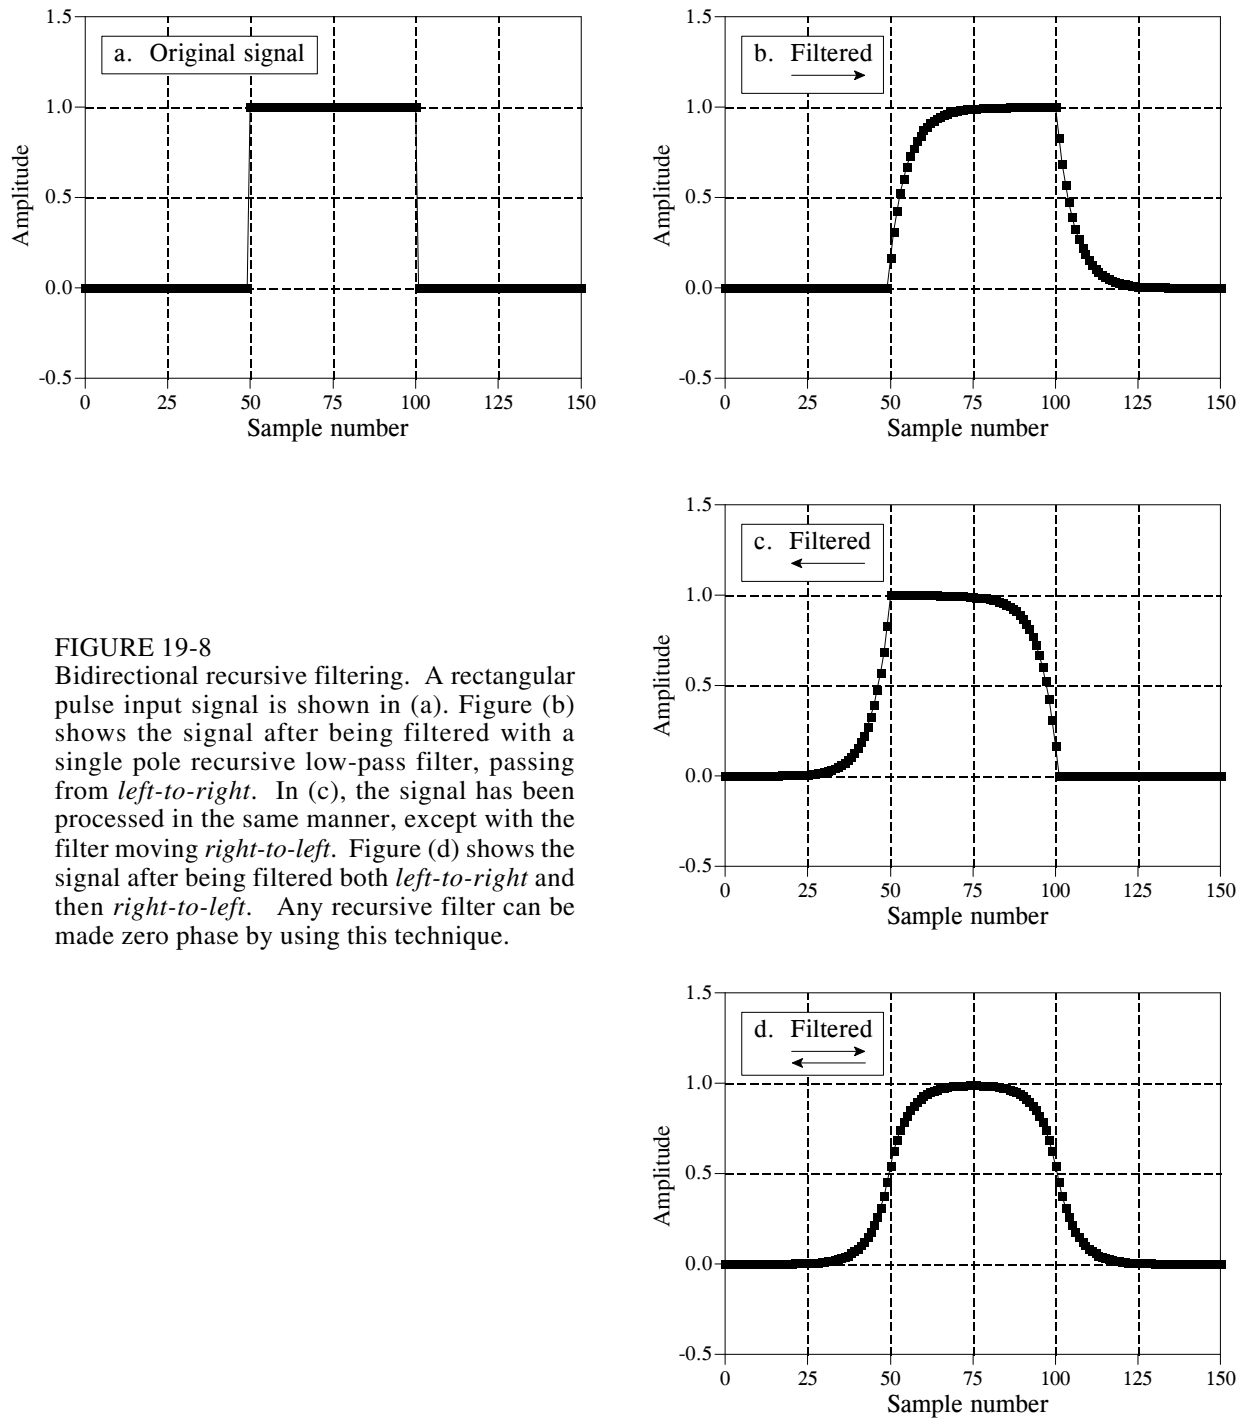 1.5
1.0
0.5
0.0
-0.5
0 25 50 75 100 125 150
Sample number
Amplitude
a. Original signal
1.5
1.0
0.5
0.0
-0.5
0 25 50 75 100 125 150
Sample number
Amplitude
b. Filtered
1.5
1.0
0.5
0.0
-0.5
0 25 50 75 100 125 150
Sample number
Amplitude
c. Filtered
FIGURE 19-8
Bidirectional recursive filtering. A rectangular
pulse input signal is shown in (a). Figure (b)
shows the signal after being filtered with a
single pole recursive low-pass filter, passing
from left-to-right. In (c), the signal has been
processed in the same manner, except with the
filter moving right-to-left. Figure (d) shows the
signal after being filtered both left-to-right and
then right-to-left. Any recursive filter can be
made zero phase by using this technique.
1.5
1.0
0.5
0.0
-0.5
0 25 50 75 100 125 150
Sample number
Amplitude
d. Filtered